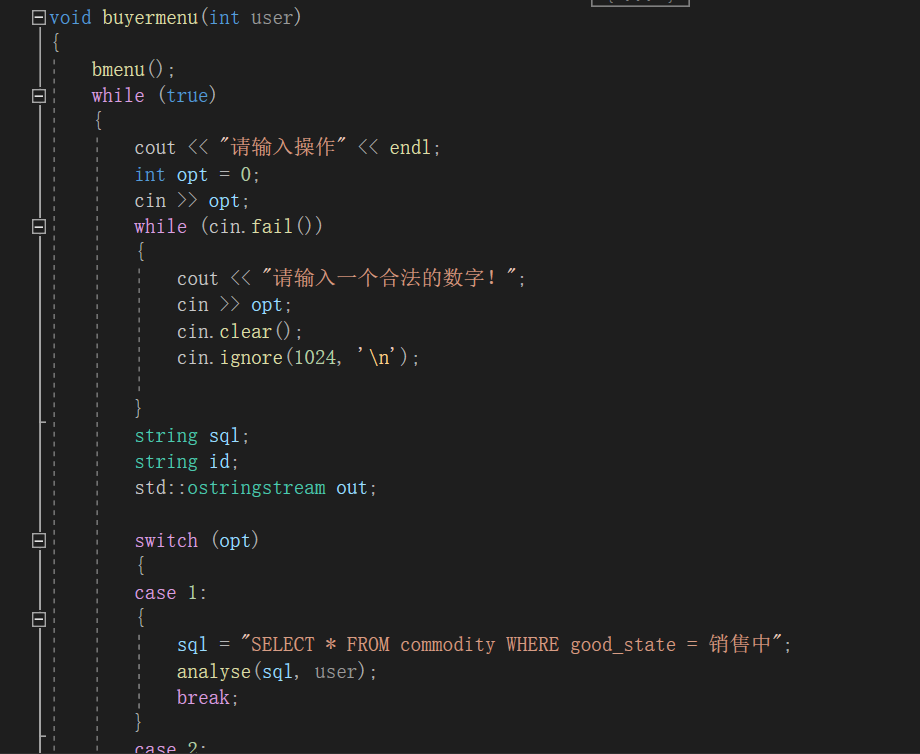 void buyermenu(int user)
{
bmenu();
while (true)
{
cout << "请输入操作" << endl;
int opt = 0;
cin >> opt;
while (cin.fail())
{
cout << "请输入一个合法的数字! ";
cin >> opt;
cin.clear();
cin.ignore(1024, '\n');
}
string sql;
string id;
std::ostringstream out;
switch (opt)
{
case 1:
{
sql = "SELECT * FROM commodity WHERE good_state = 销售中";
analyse(sql, user);
break;
}
case 2: